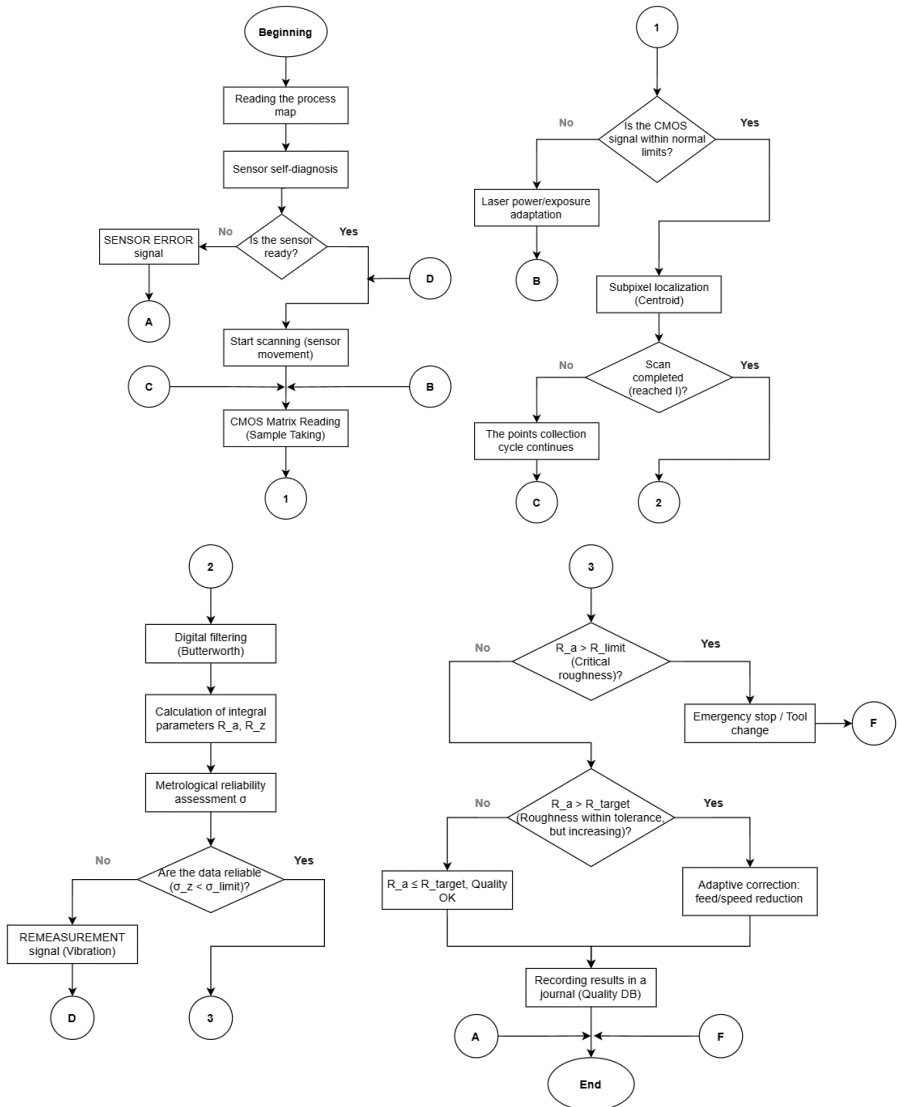 Beginning
Reading the process
map
Sensor self-diagnosis
No
Is the sensor
ready?
Yes
SENSOR ERROR
signal
A
D
Start scanning (sensor
movement)
C
B
CMOS Matrix Reading
(Sample Taking)
1
1
No
Is the CMOS
signal within normal
limits?
Yes
Laser power/exposure
adaptation
B
Subpixel localization
(Centroid)
No
Scan
completed
(reached l)?
Yes
The points collection
cycle continues
C
2
2
Digital filtering
(Butterworth)
Calculation of integral
parameters R_a, R_z
Metrological reliability
assessment σ
No
Are the data reliable
(σ_z < σ_limit)?
Yes
REMEASUREMENT
signal (Vibration)
D
3
3
No
R_a > R_limit
(Critical
roughness)?
Yes
Emergency stop / Tool
change
F
No
R_a > R_target
(Roughness within tolerance,
but increasing)?
Yes
R_a ≤ R_target, Quality
OK
Adaptive correction:
feed/speed reduction
Recording results in a
journal (Quality DB)
A
F
End